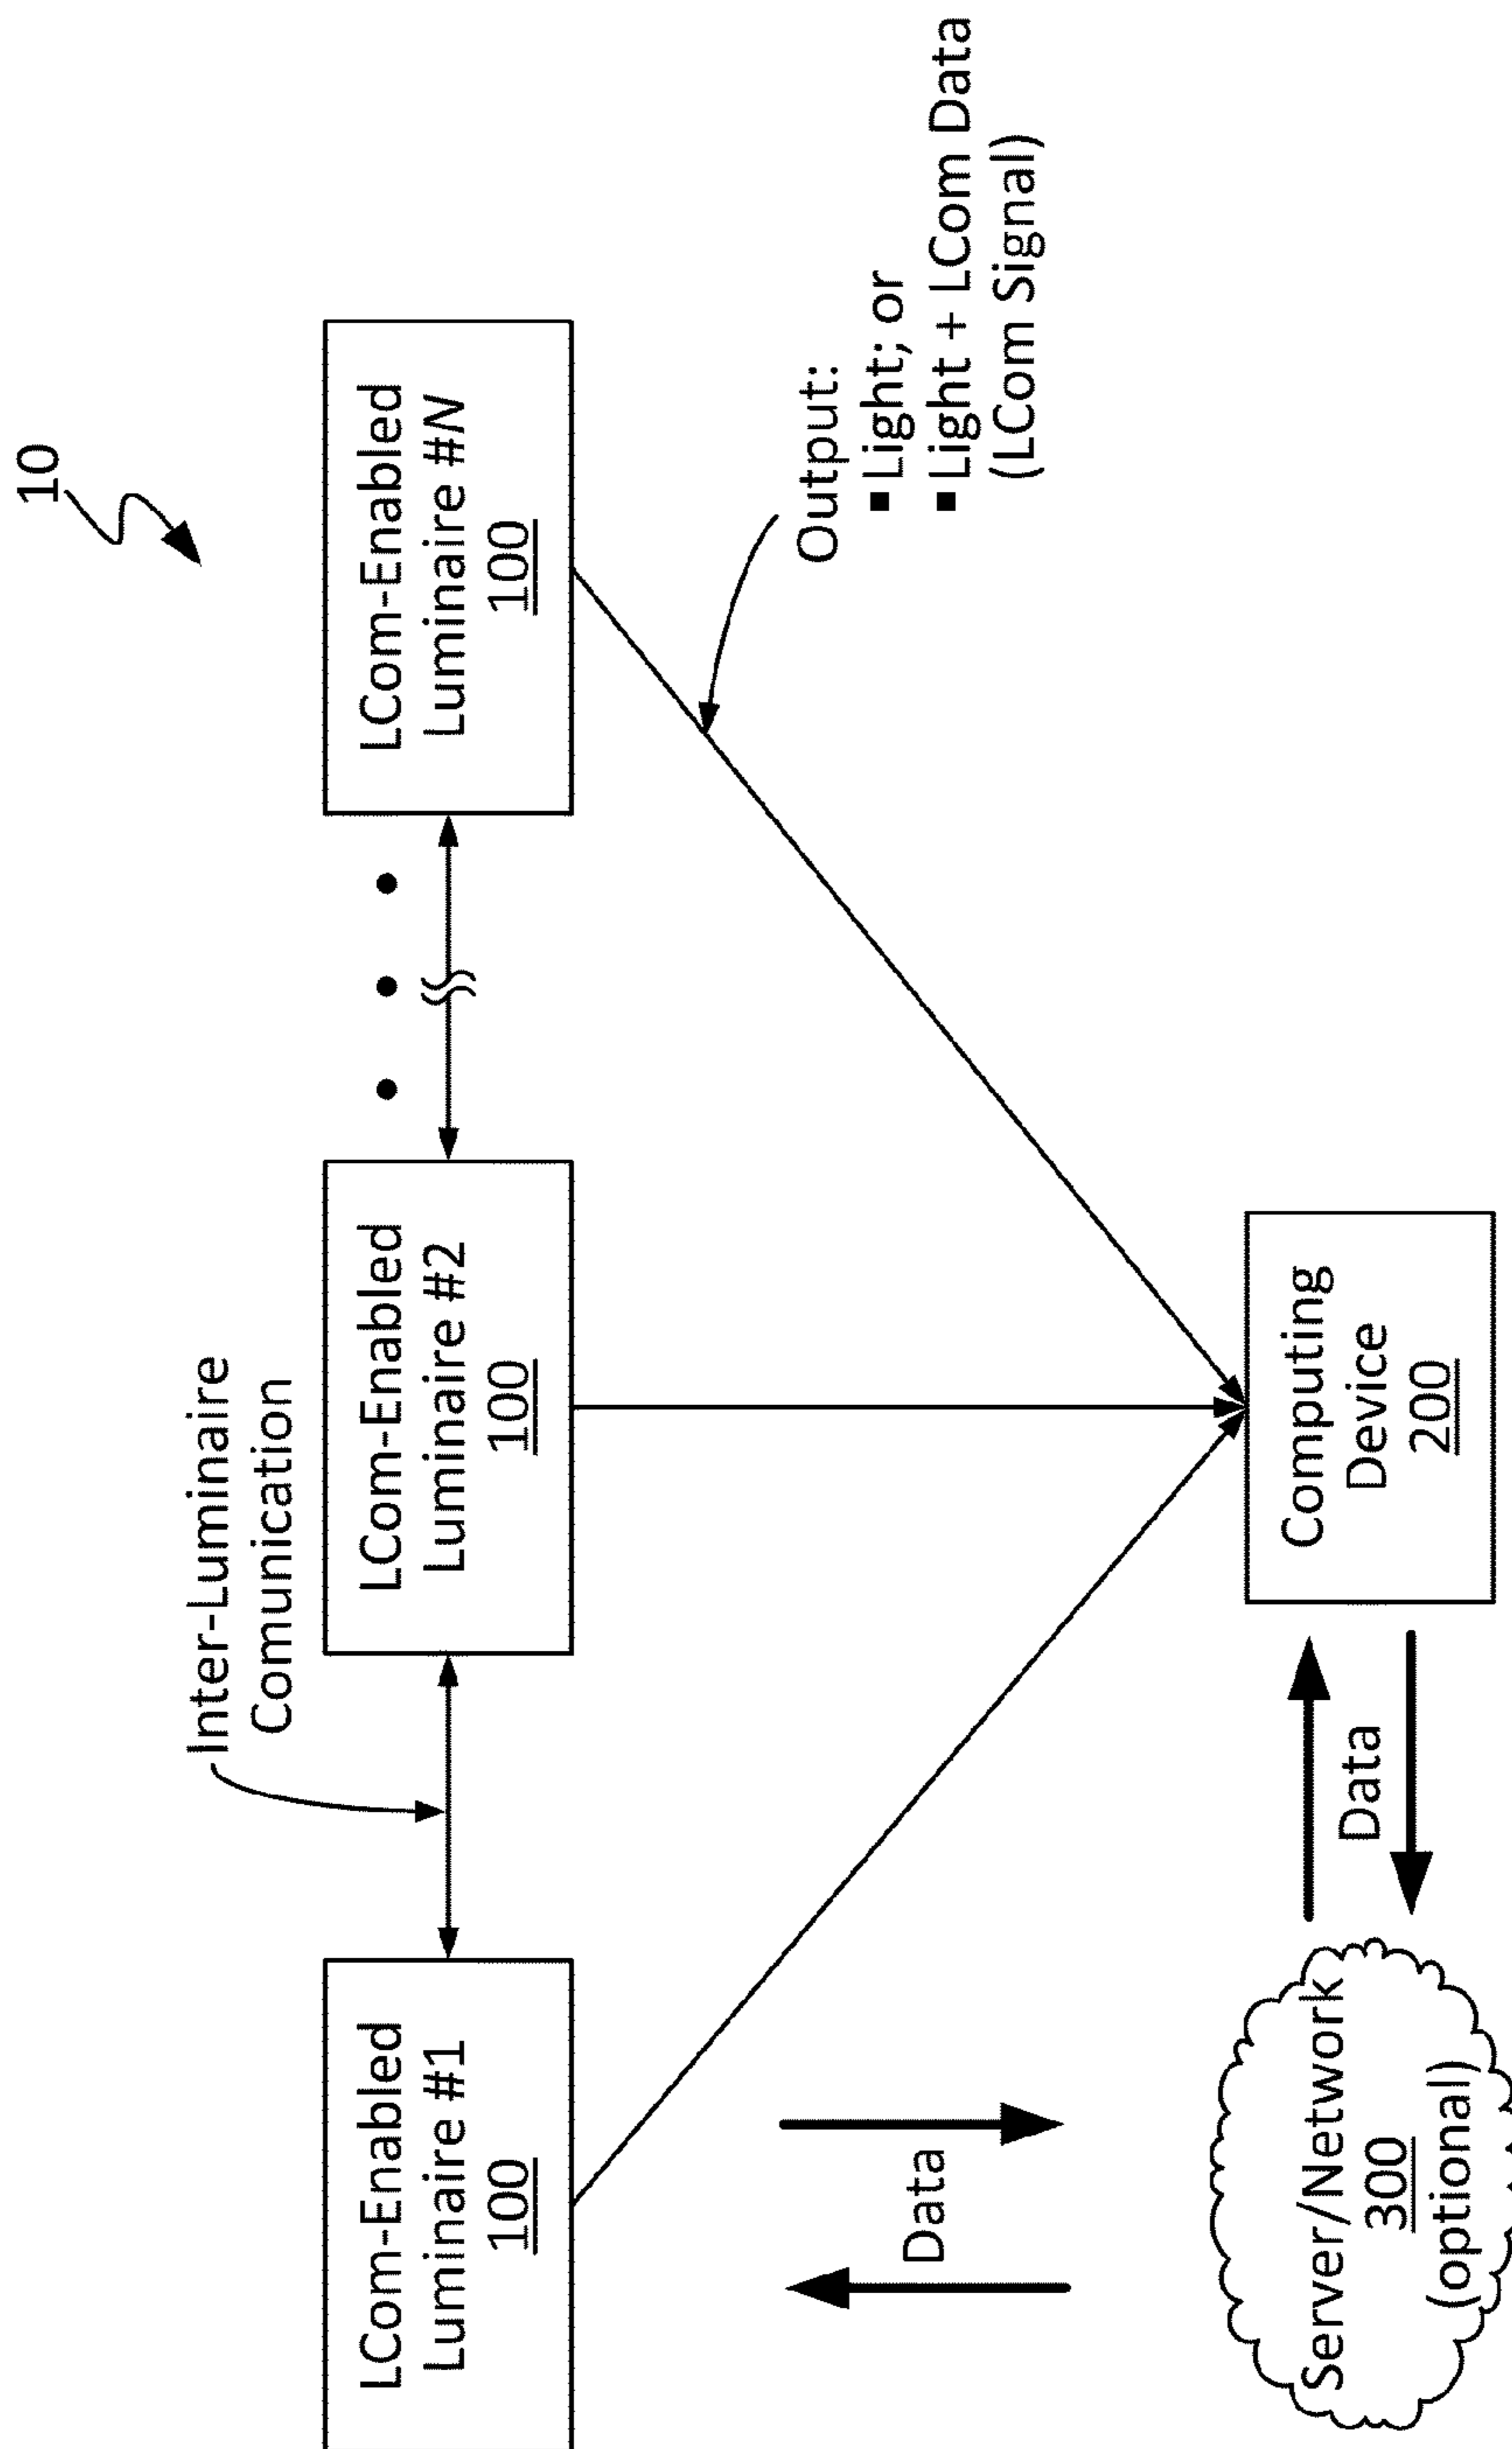 10
Inter-Luminaire
Comunication
LCom-Enabled
Luminaire #1
100
LCom-Enabled
Luminaire #2
100
LCom-Enabled
Luminaire #N
100
Output:
▪ Light; or
▪ Light + LCom Data
(LCom Signal)
Data
Server/Network
300
(optional)
Data
Computing
Device
200